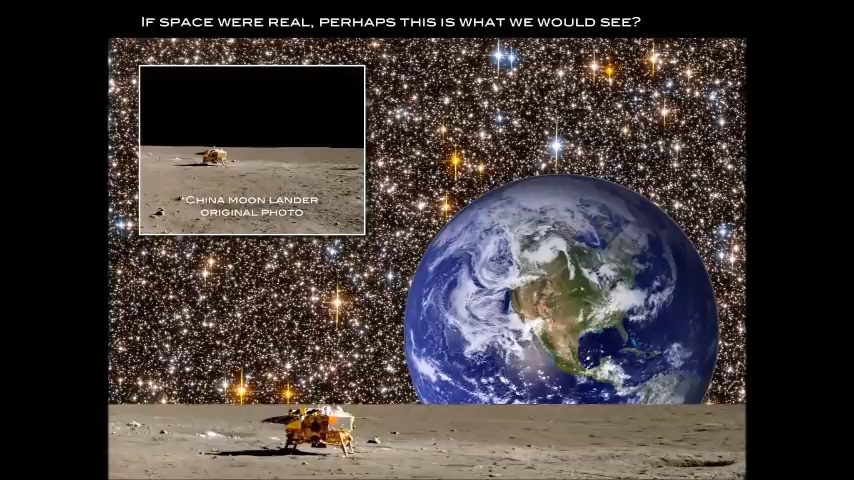 If space were real, perhaps this is what we would see?
*China moon lander
original photo